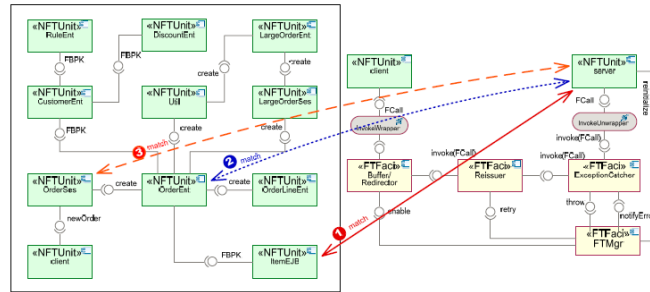 «NFTUnit»
RuleEnt
«NFTUnit»
DiscountEnt
«NFTUnit»
LargeOrderEnt
FBPK
FBPK
create
create
«NFTUnit»
CustomerEnt
«NFTUnit»
Util
«NFTUnit»
LargeOrderSes
FBPK
create
create
3 match
2 match
«NFTUnit»
OrderSes
create
«NFTUnit»
OrderEnt
create
«NFTUnit»
OrderLineEnt
newOrder
«NFTUnit»
client
FBPK
«NFTUnit»
ItemEJB
1 match
«NFTUnit»
client
«NFTUnit»
server
FCall
FCall
reinitialize
InvokeWrapper
InvokeUnwrapper
invoke(FCall)
invoke(FCall)
invoke(FCall)
«FTFaci
Buffer/
Redirector
«FTFaci
Reissuer
«FTFaci
ExceptionCatcher
enable
retry
throw
notifyErro
«FTFaci
FTMgr